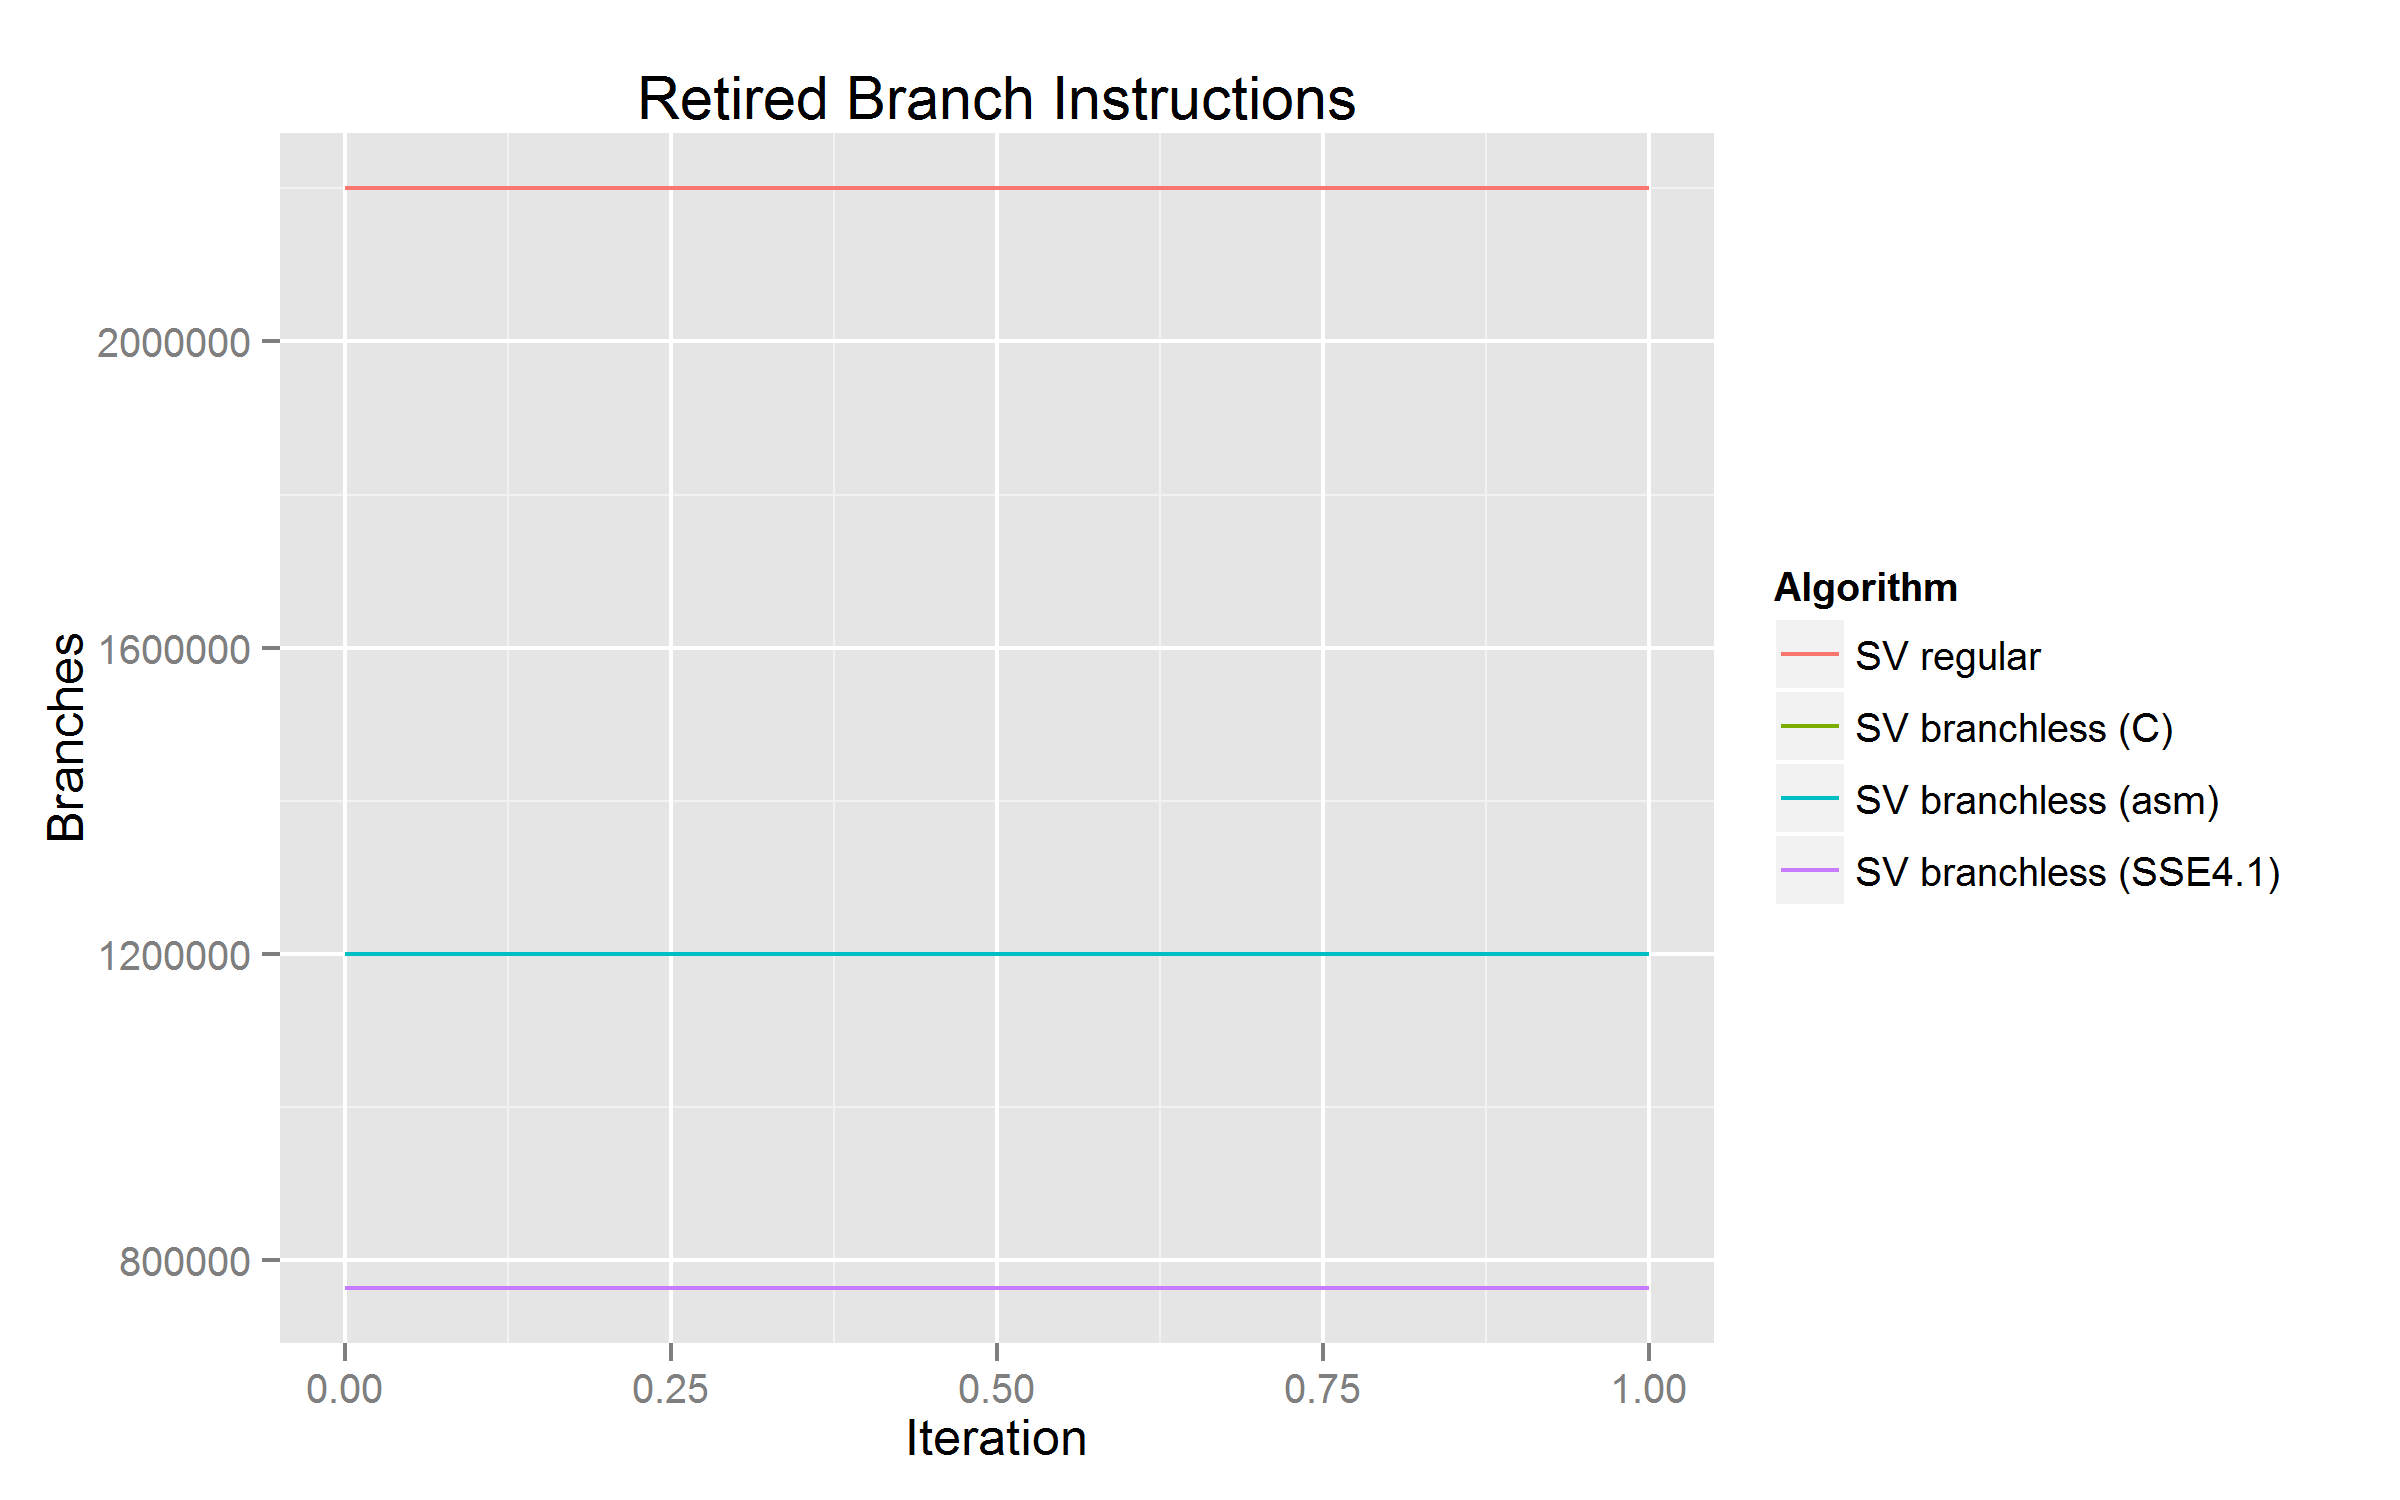 Retired Branch Instructions
Branches
2000000
1600000
1200000
800000
0.00 0.25 0.50 0.75 1.00
Iteration
Algorithm
SV regular
SV branchless (C)
SV branchless (asm)
SV branchless (SSE4.1)